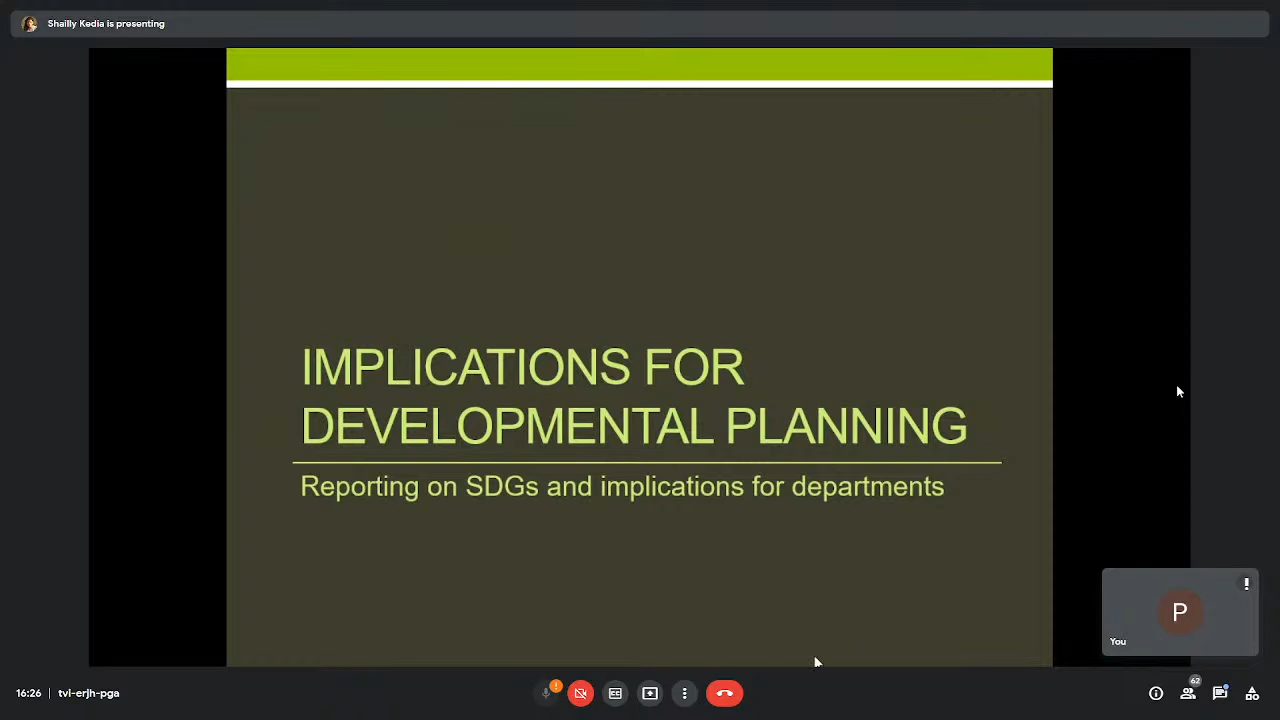 Shailly Kedia is presenting
IMPLICATIONS FOR
DEVELOPMENTAL PLANNING
Reporting on SDGs and implications for departments
P
You
16:26 | tvi-erjh-pga
62